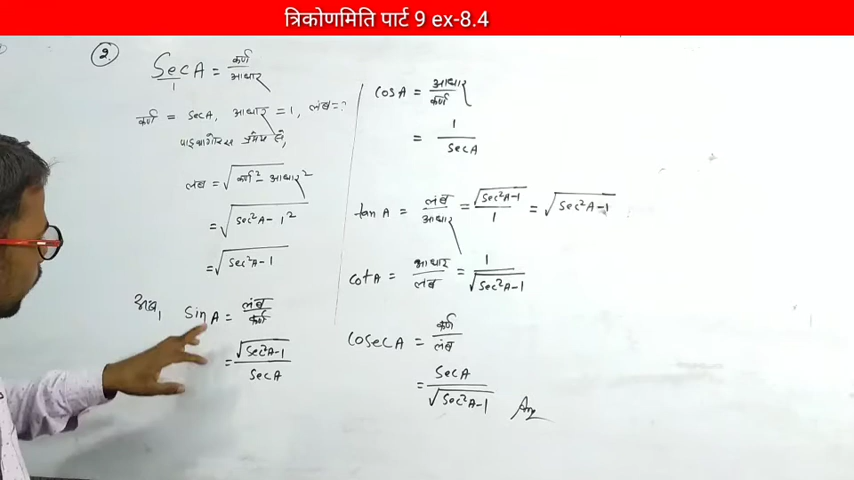 त्रिकोणमिति पार्ट 9 ex-8.4
2.
SecA/1 = कर्ण/आधार
कर्ण = SecA, आधार = 1, लंब = ?
पाइथागोरस प्रमेय से,
लंब = √(कर्ण² - आधार²)
= √(Sec²A - 1²)
= √(Sec²A - 1)
अब, SinA = लंब/कर्ण
= √(Sec²A-1)/SecA
cosA = आधार/कर्ण
= 1/SecA
tanA = लंब/आधार = √(Sec²A-1)/1 = √(Sec²A-1)
cotA = आधार/लंब = 1/√(Sec²A-1)
cosecA = कर्ण/लंब
= SecA/√(Sec²A-1) Ans